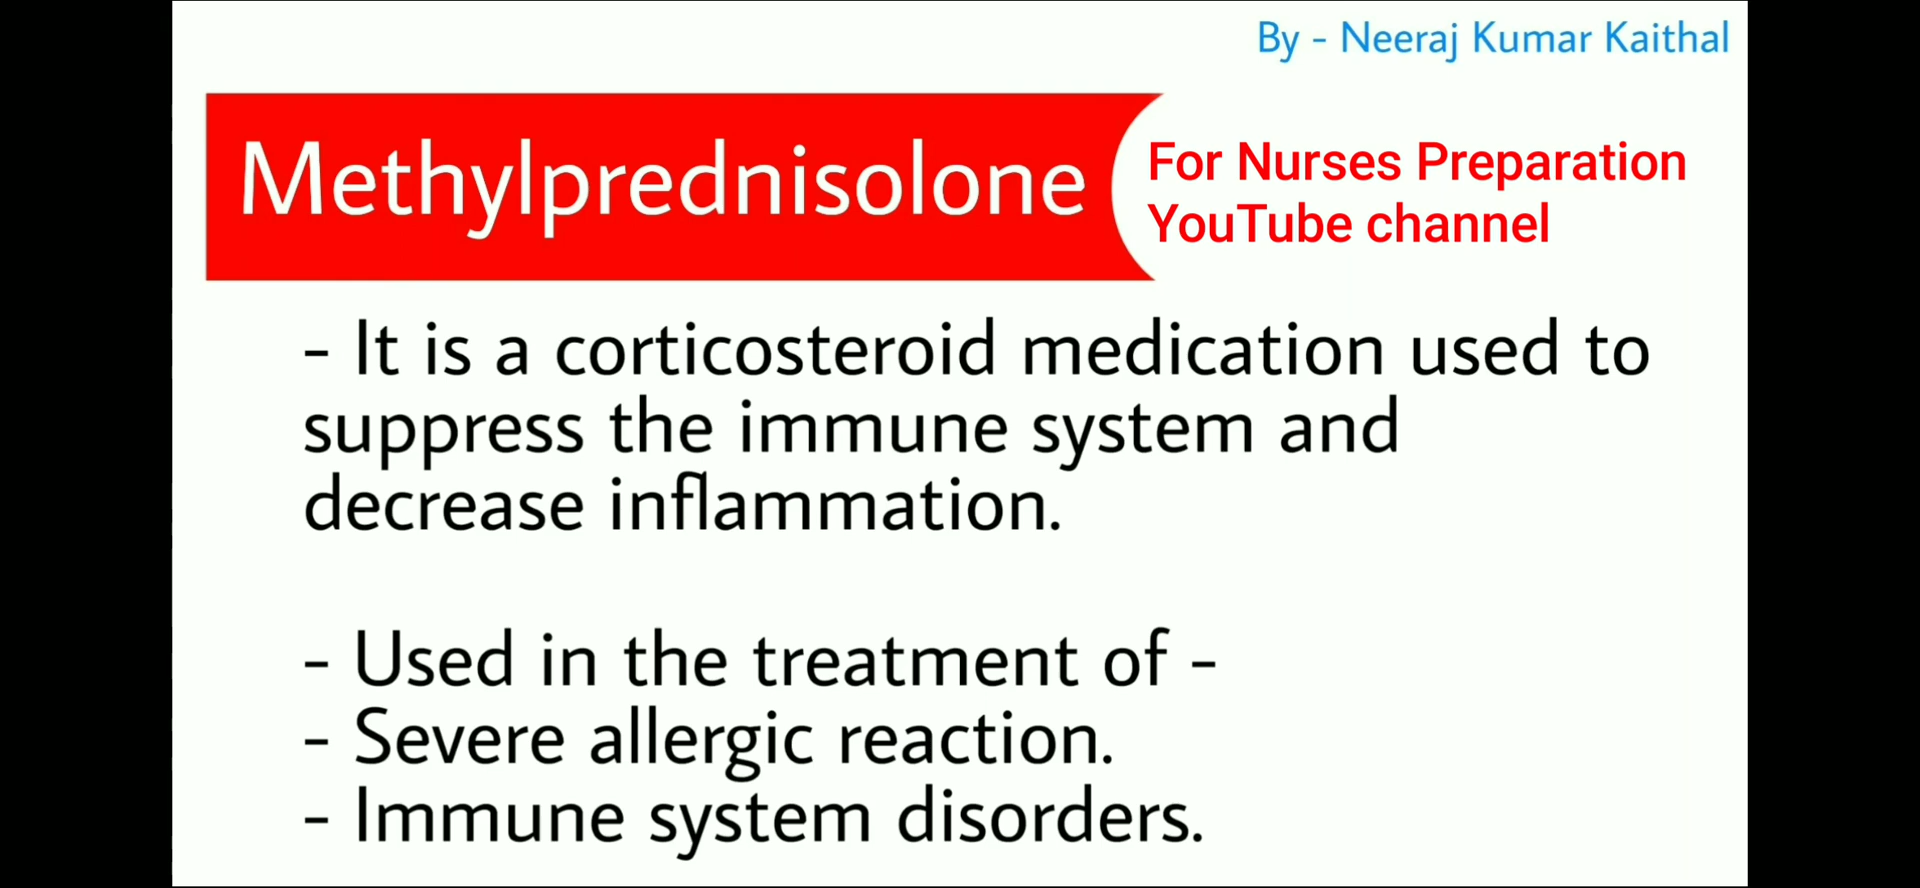 By - Neeraj Kumar Kaithal
Methylprednisolone
For Nurses Preparation
YouTube channel
- It is a corticosteroid medication used to
suppress the immune system and
decrease inflammation.
- Used in the treatment of -
- Severe allergic reaction.
- Immune system disorders.